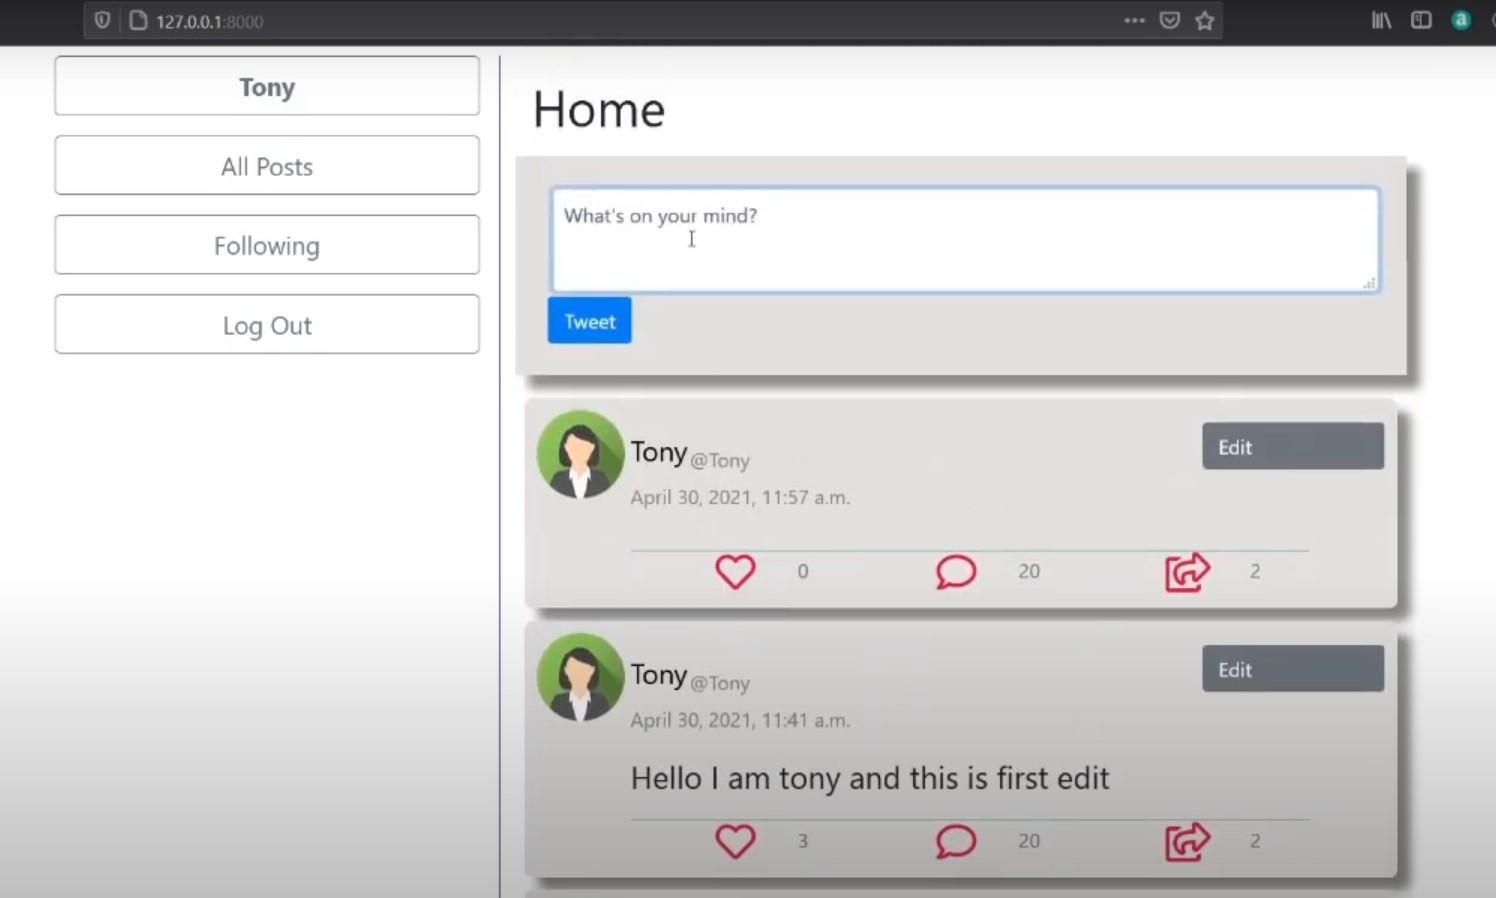 127.0.0.1:8000
a
Tony
All Posts
Following
Log Out
Home
What's on your mind?
Tweet
Tony @Tony
Edit
April 30, 2021, 11:57 a.m.
0 20 2
Tony @Tony
Edit
April 30, 2021, 11:41 a.m.
Hello I am tony and this is first edit
3 20 2